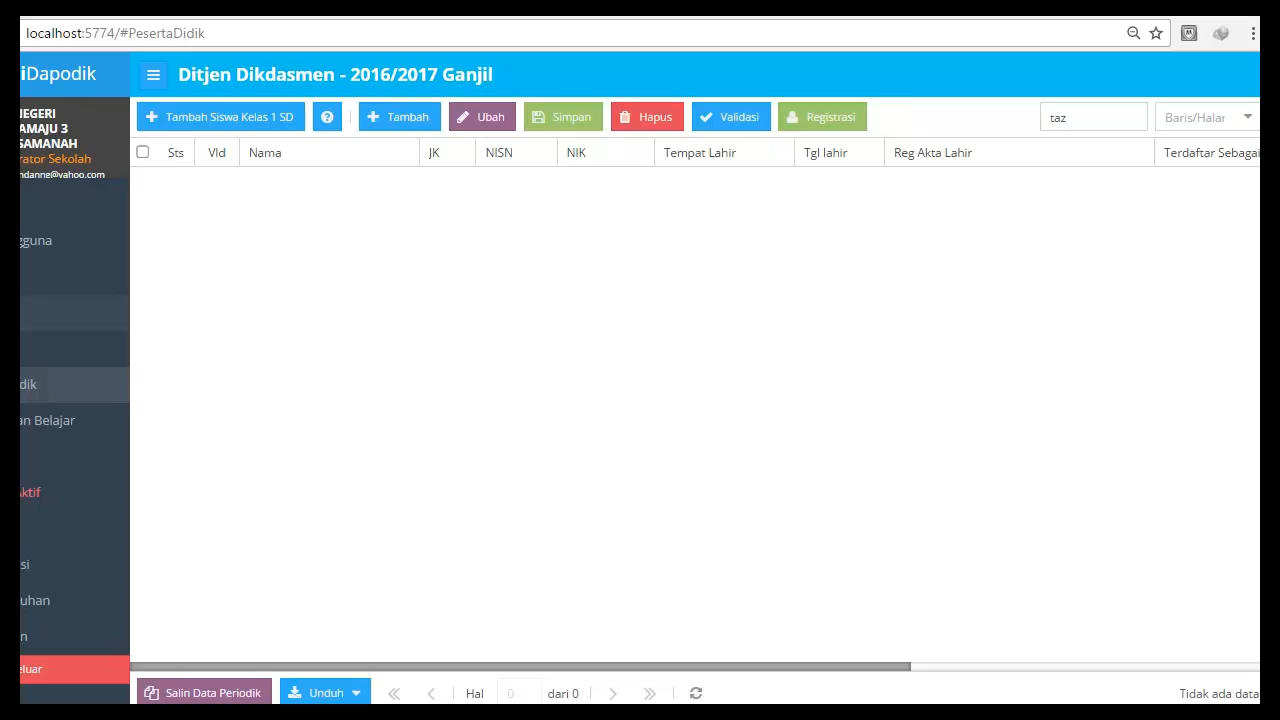 localhost:5774/#PesertaDidik
iDapodik
Ditjen Dikdasmen - 2016/2017 Ganjil
NEGERI
AMAJU 3
SAMANAH
rator Sekolah
ndanng@yahoo.com
Tambah Siswa Kelas 1 SD
Tambah
Ubah
Simpan
Hapus
Validasi
Registrasi
taz
Baris/Halar
Sts
Vld
Nama
JK
NISN
NIK
Tempat Lahir
Tgl lahir
Reg Akta Lahir
Terdaftar Sebagai
gguna
dik
an Belajar
Aktif
si
uhan
n
eluar
Salin Data Periodik
Unduh
Hal
0
dari 0
Tidak ada data